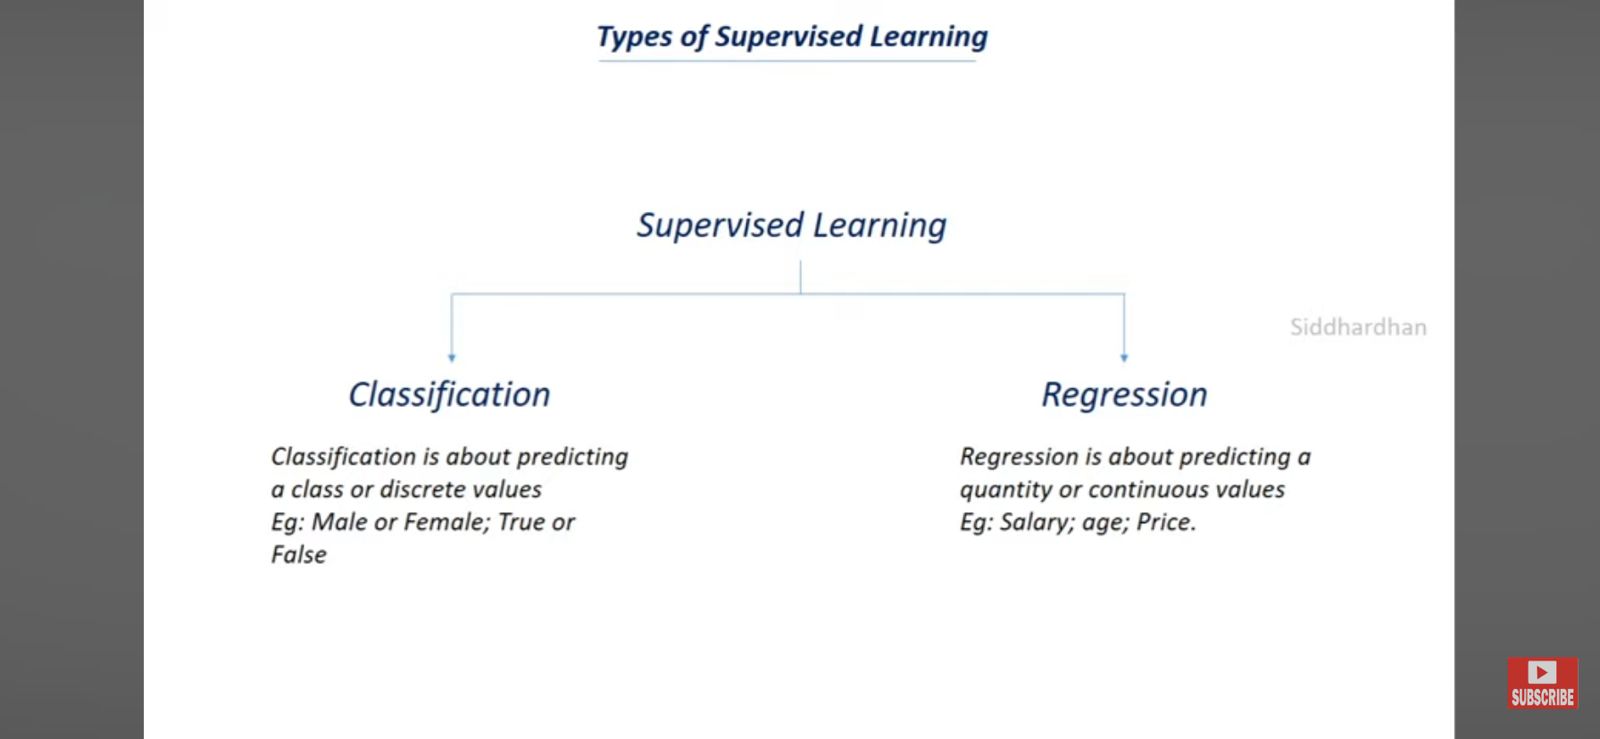 Types of Supervised Learning
Supervised Learning
Siddhardhan
Classification
Regression
Classification is about predicting
a class or discrete values
Eg: Male or Female; True or
False
Regression is about predicting a
quantity or continuous values
Eg: Salary; age; Price.
SUBSCRIBE